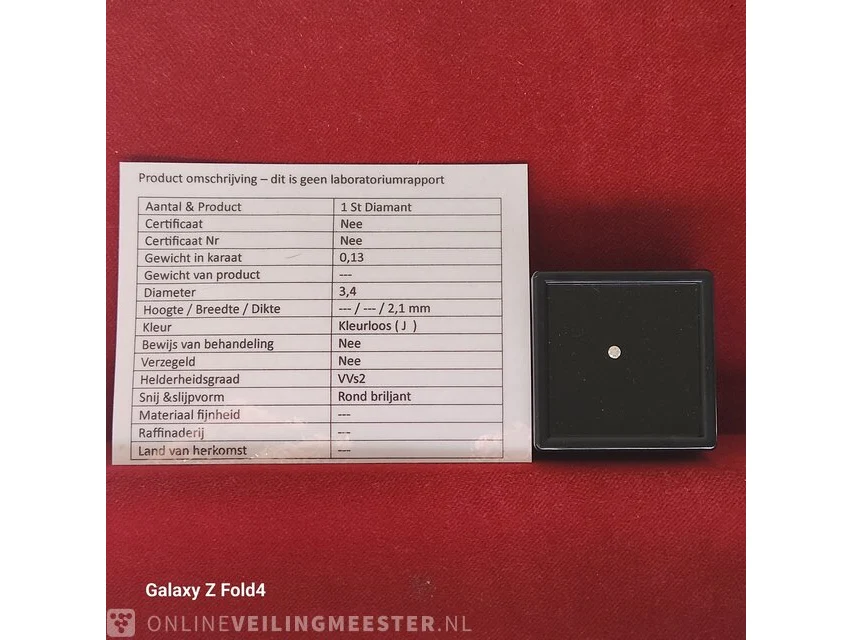 Product omschrijving – dit is geen laboratoriumrapport
Aantal & Product 1 St Diamant
Certificaat Nee
Certificaat Nr Nee
Gewicht in karaat 0,13
Gewicht van product ---
Diameter 3,4
Hoogte / Breedte / Dikte --- / --- / 2,1 mm
Kleur Kleurloos ( J )
Bewijs van behandeling Nee
Verzegeld Nee
Helderheidsgraad VVs2
Snij &slijpvorm Rond briljant
Materiaal fijnheid ---
Raffinaderij ---
Land van herkomst ---
Galaxy Z Fold4
ONLINEVEILINGMEESTER.NL